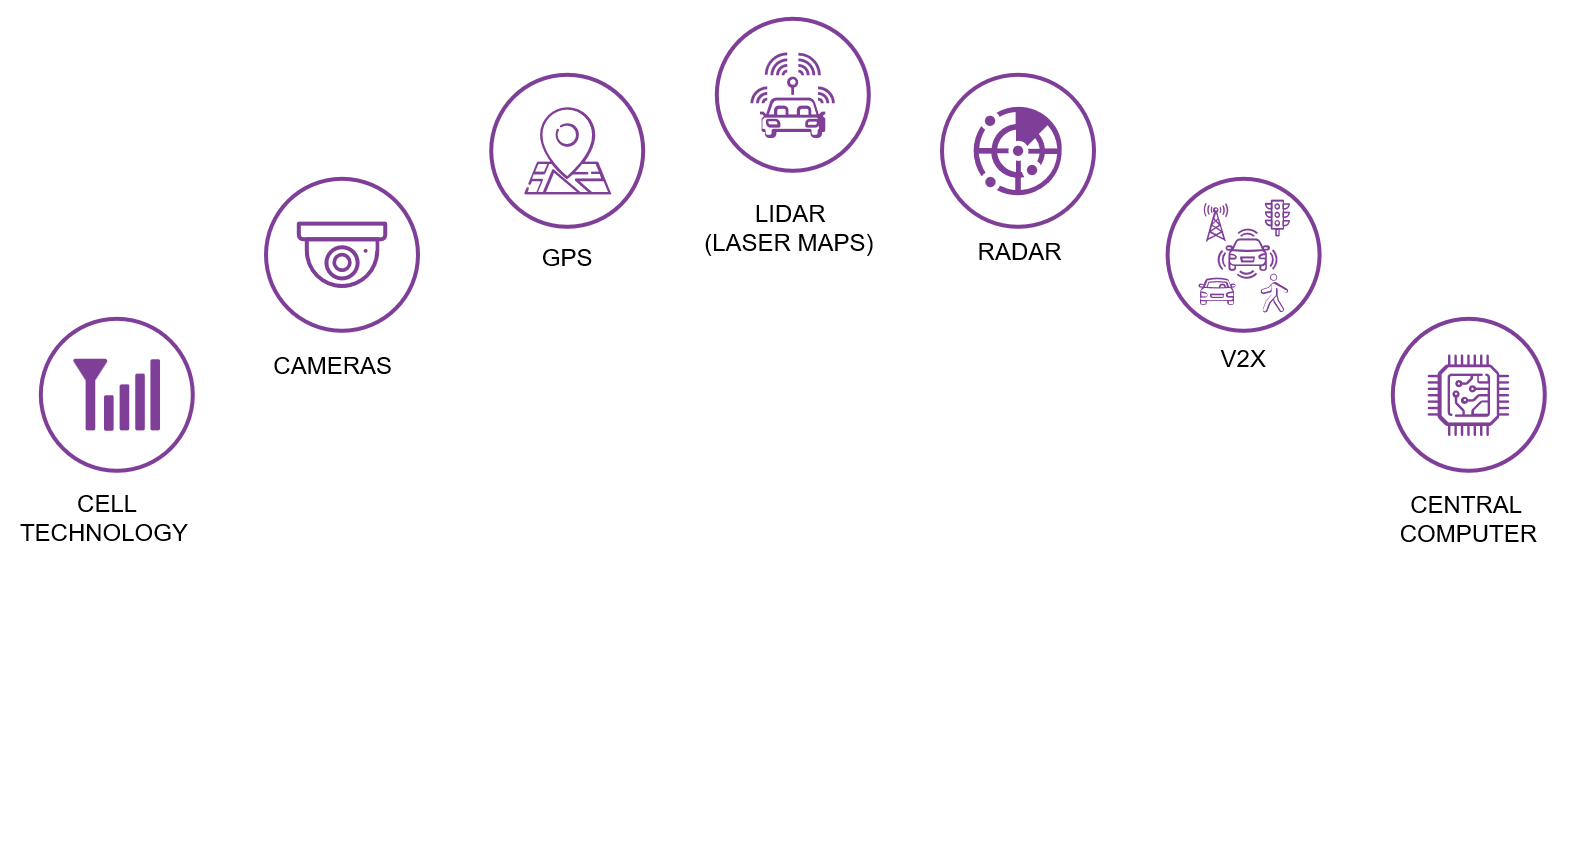 CELL
TECHNOLOGY
CAMERAS
GPS
LIDAR
(LASER MAPS)
RADAR
V2X
CENTRAL
COMPUTER